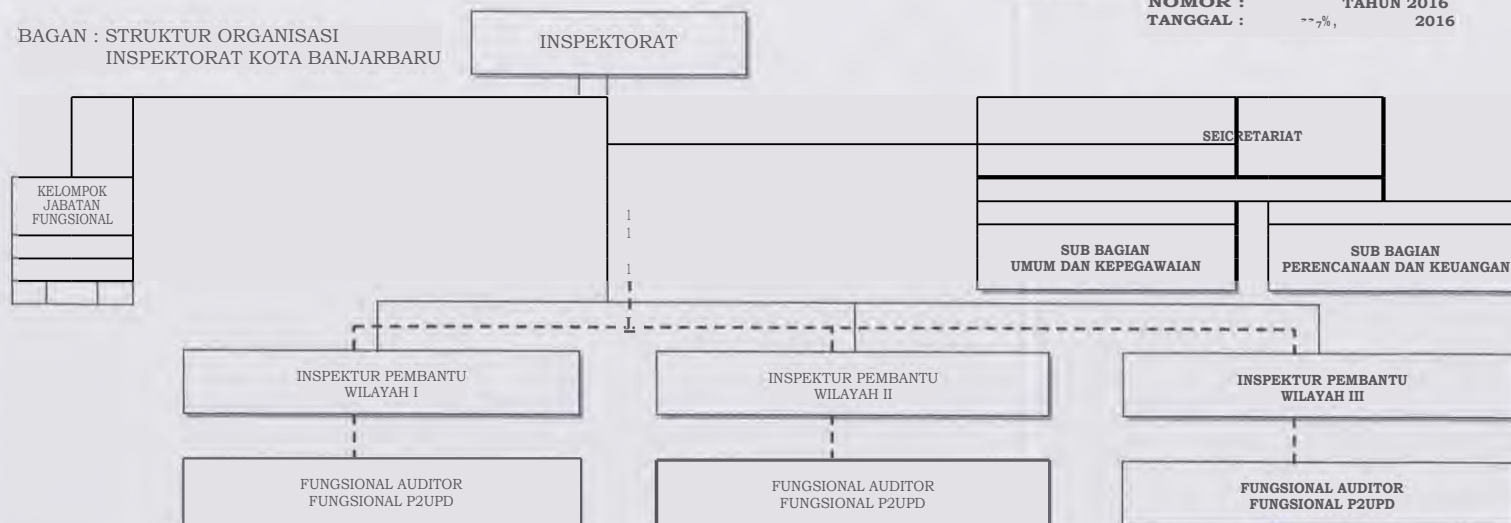 NOMOR : TAHUN 2016
TANGGAL : 2016
BAGAN : STRUKTUR ORGANISASI
INSPEKTORAT KOTA BANJARBARU
INSPEKTORAT
SEICRETARIAT
KELOMPOK
JABATAN
FUNGSIONAL
SUB BAGIAN
UMUM DAN KEPEGAWAIAN
SUB BAGIAN
PERENCANAAN DAN KEUANGAN
INSPEKTUR PEMBANTU
WILAYAH I
INSPEKTUR PEMBANTU
WILAYAH II
INSPEKTUR PEMBANTU
WILAYAH III
FUNGSIONAL AUDITOR
FUNGSIONAL P2UPD
FUNGSIONAL AUDITOR
FUNGSIONAL P2UPD
FUNGSIONAL AUDITOR
FUNGSIONAL P2UPD